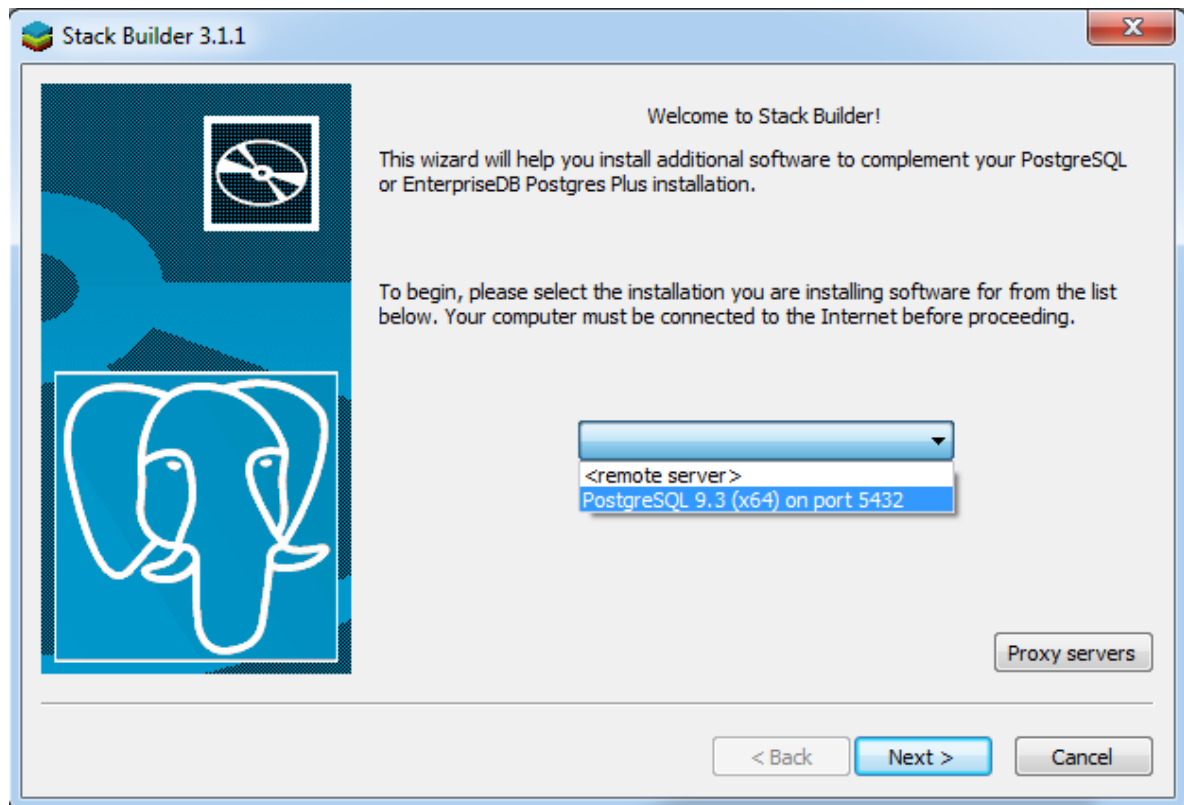 Stack Builder 3.1.1
Welcome to Stack Builder!
This wizard will help you install additional software to complement your PostgreSQL
or EnterpriseDB Postgres Plus installation.
To begin, please select the installation you are installing software for from the list
below. Your computer must be connected to the Internet before proceeding.
<remote server>
PostgreSQL 9.3 (x64) on port 5432
Proxy servers
< Back Next > Cancel